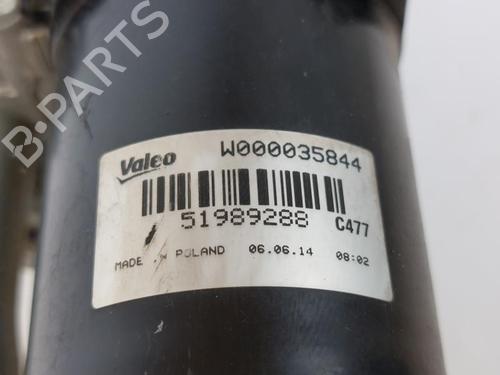 B-PARTS
Valeo W000035844
51989288 C477
MADE IN POLAND 06.06.14 08:02